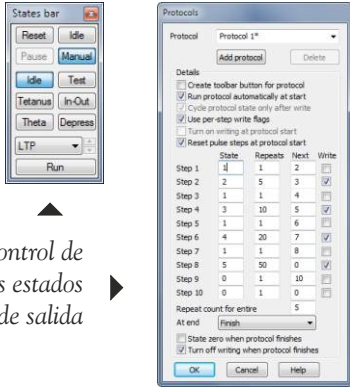 States bar
Reset Idle
Pause Manual
Idle Test
Tetanus In-Out
Theta Depress
LTP
Run
ontrol de
s estados
de salida
Protocols
Protocol Protocol 1*
Add protocol Delete
Details
Create toolbar button for protocol
Run protocol automatically at start
Cycle protocol state only after write
Use per-step write flags
Turn on writing at protocol start
Reset pulse steps at protocol start
State Repeats Next Write
Step 1 1 1 2
Step 2 2 5 3
Step 3 1 1 4
Step 4 3 10 5
Step 5 1 1 6
Step 6 4 20 7
Step 7 1 1 8
Step 8 5 50 0
Step 9 0 1 10
Step 10 0 1 0
Repeat count for entire 5
At end Finish
State zero when protocol finishes
Turn off writing when protocol finishes
OK Cancel Help